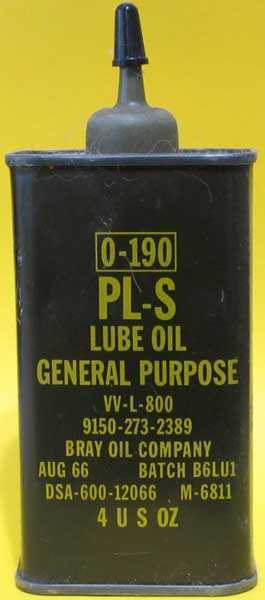 O-190
PL-S
LUBE OIL
GENERAL PURPOSE
VV-L-800
9150-273-2389
BRAY OIL COMPANY
AUG 66 BATCH B6LU1
DSA-600-12066 M-6811
4 U S OZ